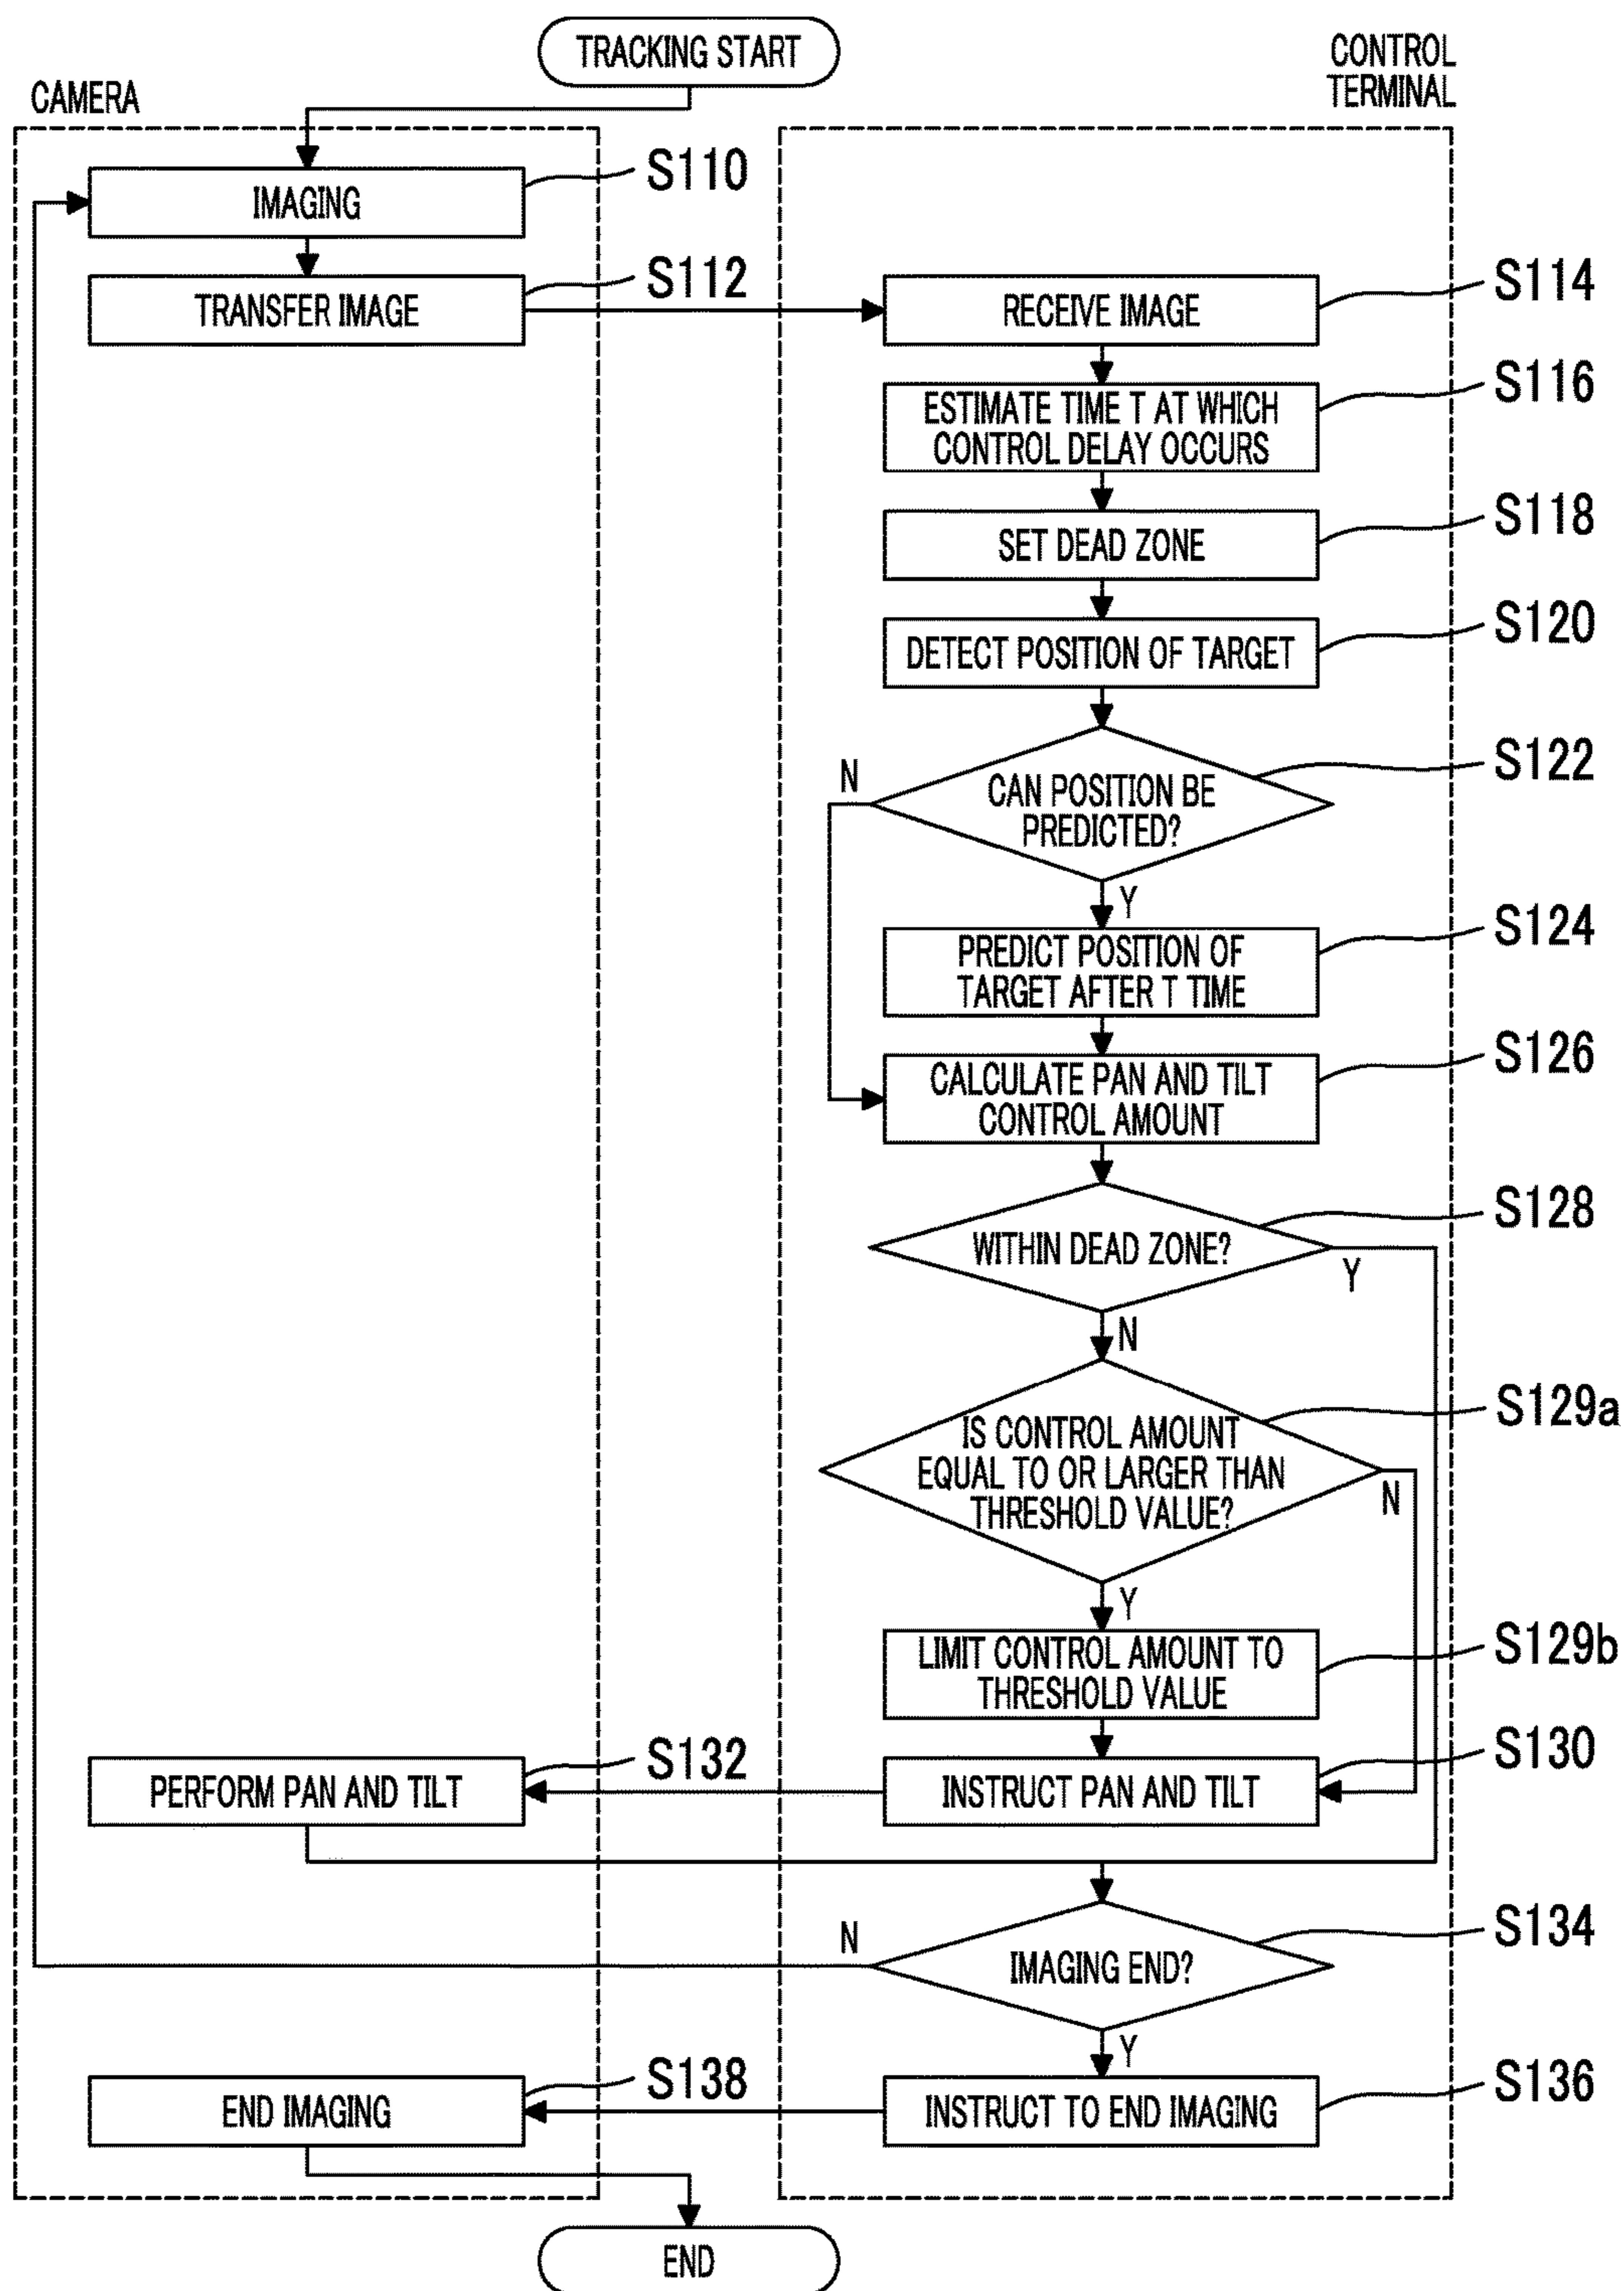 TRACKING START
CAMERA
CONTROL
TERMINAL
IMAGING
S110
TRANSFER IMAGE
S112
RECEIVE IMAGE
S114
ESTIMATE TIME T AT WHICH
CONTROL DELAY OCCURS
S116
SET DEAD ZONE
S118
DETECT POSITION OF TARGET
S120
CAN POSITION BE
PREDICTED?
S122
N
Y
PREDICT POSITION OF
TARGET AFTER T TIME
S124
CALCULATE PAN AND TILT
CONTROL AMOUNT
S126
WITHIN DEAD ZONE?
S128
Y
N
IS CONTROL AMOUNT
EQUAL TO OR LARGER THAN
THRESHOLD VALUE?
S129a
N
Y
LIMIT CONTROL AMOUNT TO
THRESHOLD VALUE
S129b
INSTRUCT PAN AND TILT
S130
PERFORM PAN AND TILT
S132
IMAGING END?
S134
N
Y
INSTRUCT TO END IMAGING
S136
END IMAGING
S138
END